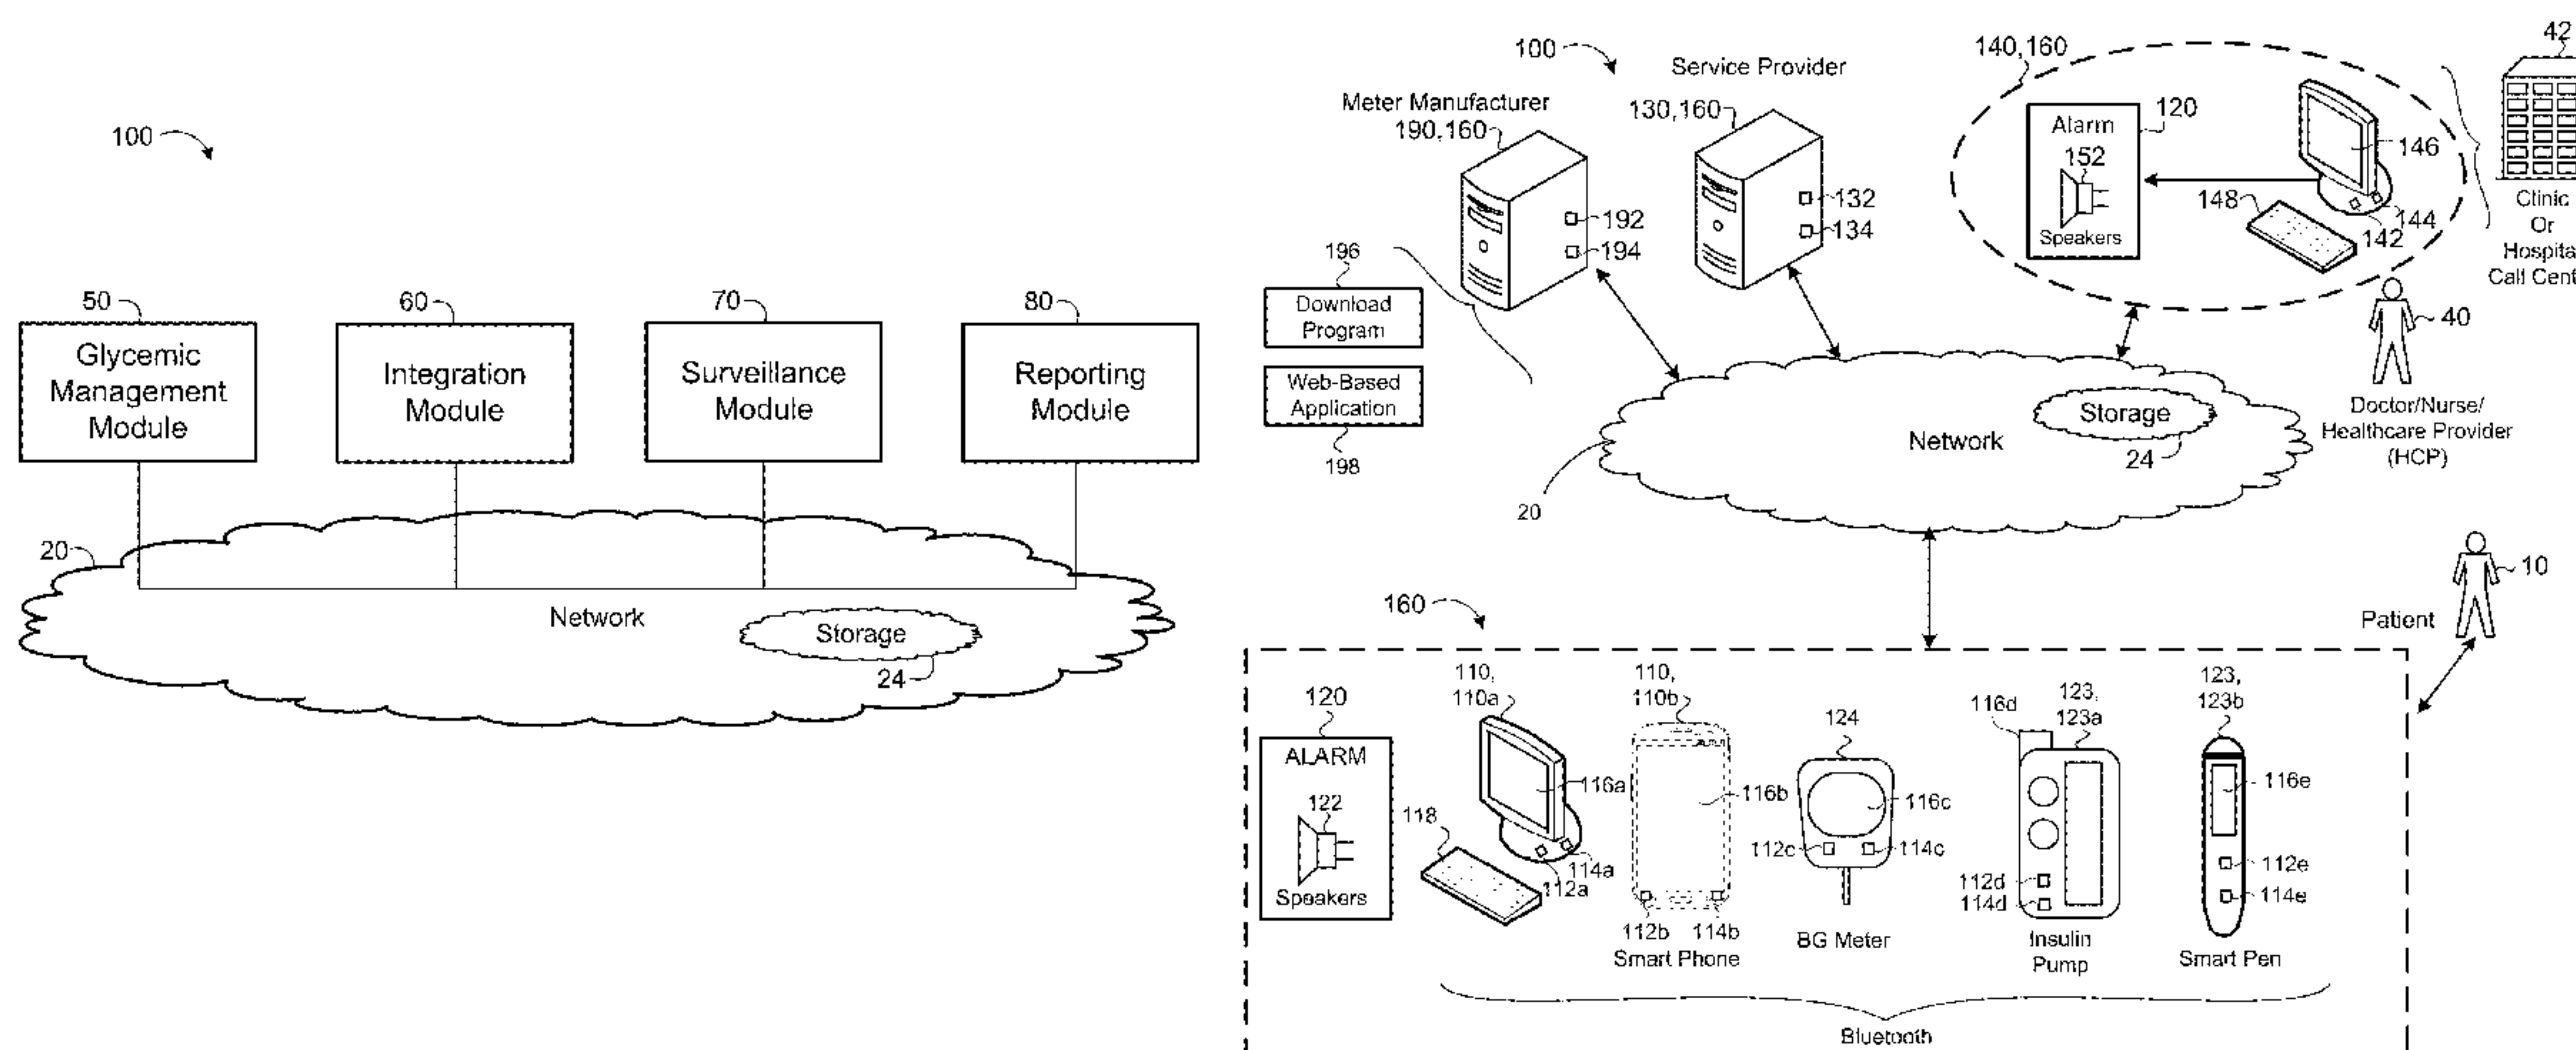 100
50
Glycemic
Management
Module
60
Integration
Module
70
Surveillance
Module
80
Reporting
Module
20
Network
Storage
24
100
Meter Manufacturer
190,160
192
194
196
Download
Program
Web-Based
Application
198
Service Provider
130,160
132
134
140,160
Alarm
152
Speakers
120
146
148
144
142
42
Clinic
Or
Call
40
Doctor/Nurse/
Healthcare Provider
(HCP)
Network
Storage
24
20
10
Patient
160
120
ALARM
122
Speakers
110,
110a
116a
118
114a
112a
110,
110b
116b
112b
114b
Smart Phone
124
116c
112c
114c
BG Meter
116d
123,
123a
112d
114d
Insulin
Pump
123,
123b
116e
112e
114e
Smart Pen
Bluetooth